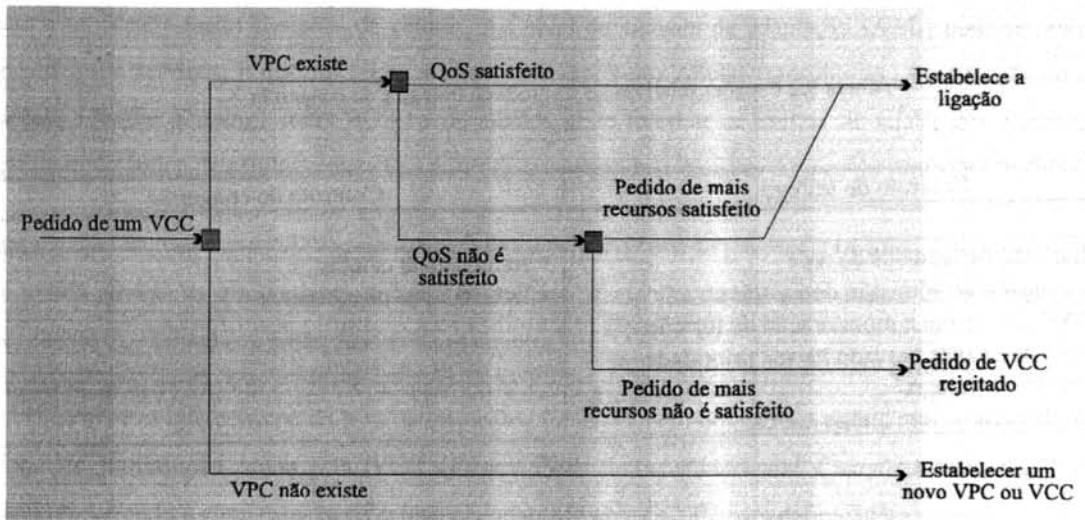 VPC existe
QoS satisfeito
Estabelece a
ligação
Pedido de mais
recursos satisfeito
Pedido de um VCC
QoS não é
satisfeito
Pedido de VCC
rejeitado
Pedido de mais
recursos não é satisfeito
VPC não existe
Estabelecer um
novo VPC ou VCC